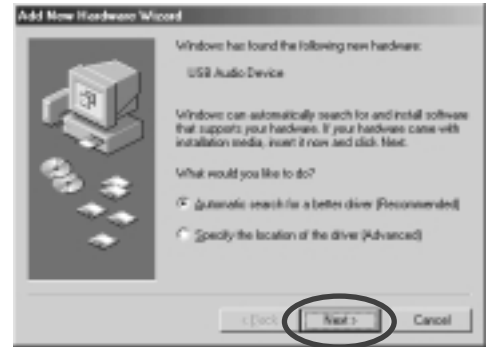 Add New Hardware Wizard
Windows has found the following new hardware:
USB Audio Device
Windows can automatically search for and install software
that supports your hardware. If your hardware came with
installation media, insert it now and click Next.
What would you like to do?
Automatic search for a better driver (Recommended)
Specify the location of the driver (Advanced)
< Back
Next >
Cancel